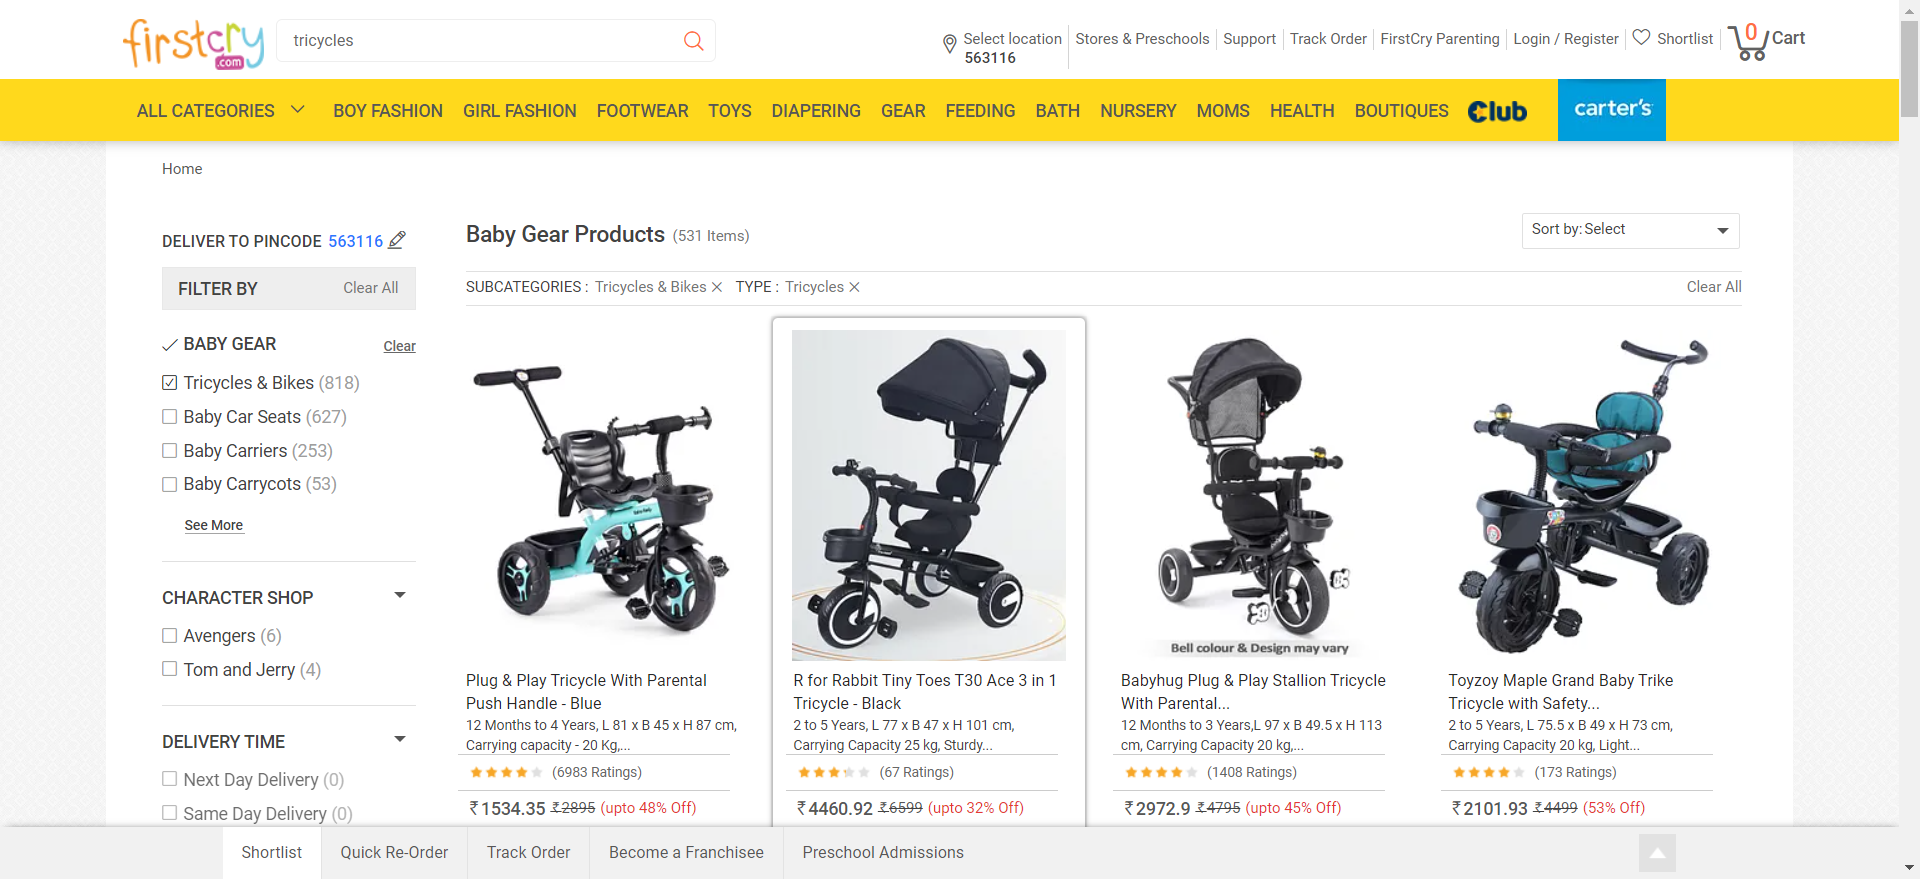 firstcry
.com
tricycles
Select location
563116
Stores & Preschools
Support
Track Order
FirstCry Parenting
Login / Register
Shortlist
0
Cart
ALL CATEGORIES
BOY FASHION
GIRL FASHION
FOOTWEAR
TOYS
DIAPERING
GEAR
FEEDING
BATH
NURSERY
MOMS
HEALTH
BOUTIQUES
Club
carter's
Home
DELIVER TO PINCODE 563116
FILTER BY
Clear All
BABY GEAR
Clear
Tricycles & Bikes (818)
Baby Car Seats (627)
Baby Carriers (253)
Baby Carrycots (53)
See More
CHARACTER SHOP
Avengers (6)
Tom and Jerry (4)
DELIVERY TIME
Next Day Delivery (0)
Same Day Delivery (0)
Baby Gear Products (531 Items)
Sort by: Select
SUBCATEGORIES : Tricycles & Bikes TYPE : Tricycles
Clear All
Plug & Play Tricycle With Parental
Push Handle - Blue
12 Months to 4 Years, L 81 x B 45 x H 87 cm,
Carrying capacity - 20 Kg,...
(6983 Ratings)
₹1534.35 ₹2895 (upto 48% Off)
R for Rabbit Tiny Toes T30 Ace 3 in 1
Tricycle - Black
2 to 5 Years, L 77 x B 47 x H 101 cm,
Carrying Capacity 25 kg, Sturdy...
(67 Ratings)
₹4460.92 ₹6599 (upto 32% Off)
Bell colour & Design may vary
Babyhug Plug & Play Stallion Tricycle
With Parental...
12 Months to 3 Years,L 97 x B 49.5 x H 113
cm, Carrying Capacity 20 kg,...
(1408 Ratings)
₹2972.9 ₹4795 (upto 45% Off)
Toyzoy Maple Grand Baby Trike
Tricycle with Safety...
2 to 5 Years, L 75.5 x B 49 x H 73 cm,
Carrying Capacity 20 kg, Light...
(173 Ratings)
₹2101.93 ₹4499 (53% Off)
Shortlist
Quick Re-Order
Track Order
Become a Franchisee
Preschool Admissions